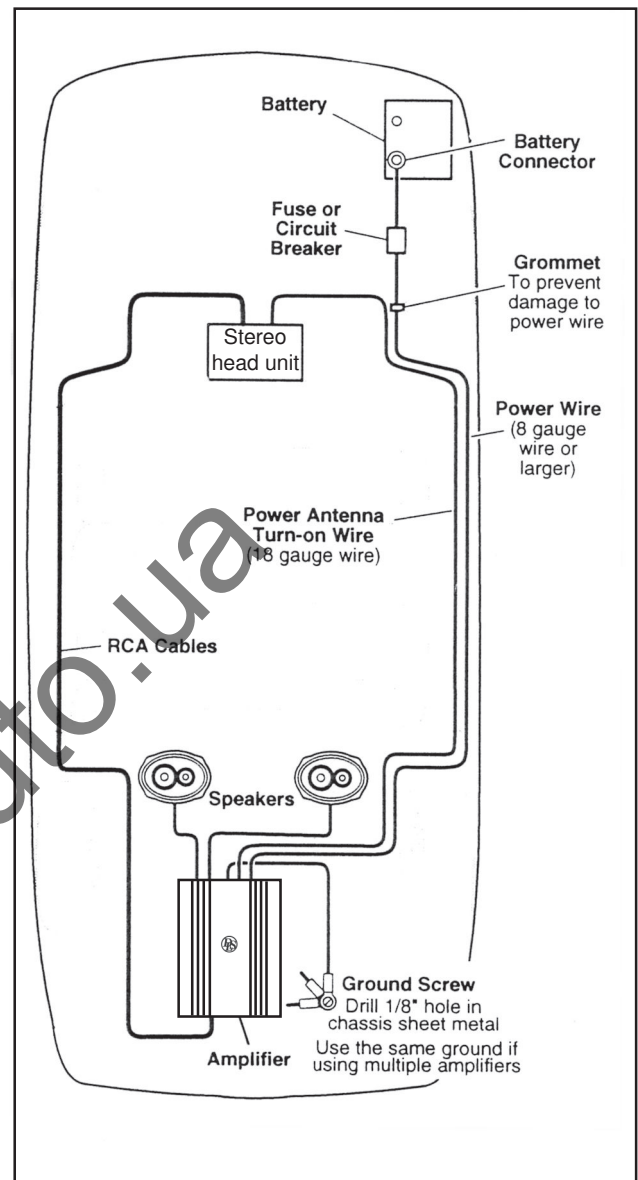 Battery
Battery
Connector
Fuse or
Circuit
Breaker
Grommet
To prevent
damage to
power wire
Stereo
head unit
Power Wire
(8 gauge
wire or
larger)
Power Antenna
Turn-on Wire
(18 gauge wire)
RCA Cables
uto.ua
Speakers
Ground Screw
Drill 1/8" hole in
chassis sheet metal
Use the same ground if
using multiple amplifiers
Amplifier